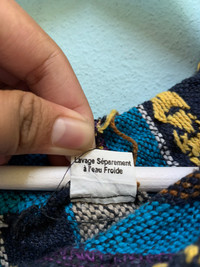 Lavage Séparement
à l'eau Froide